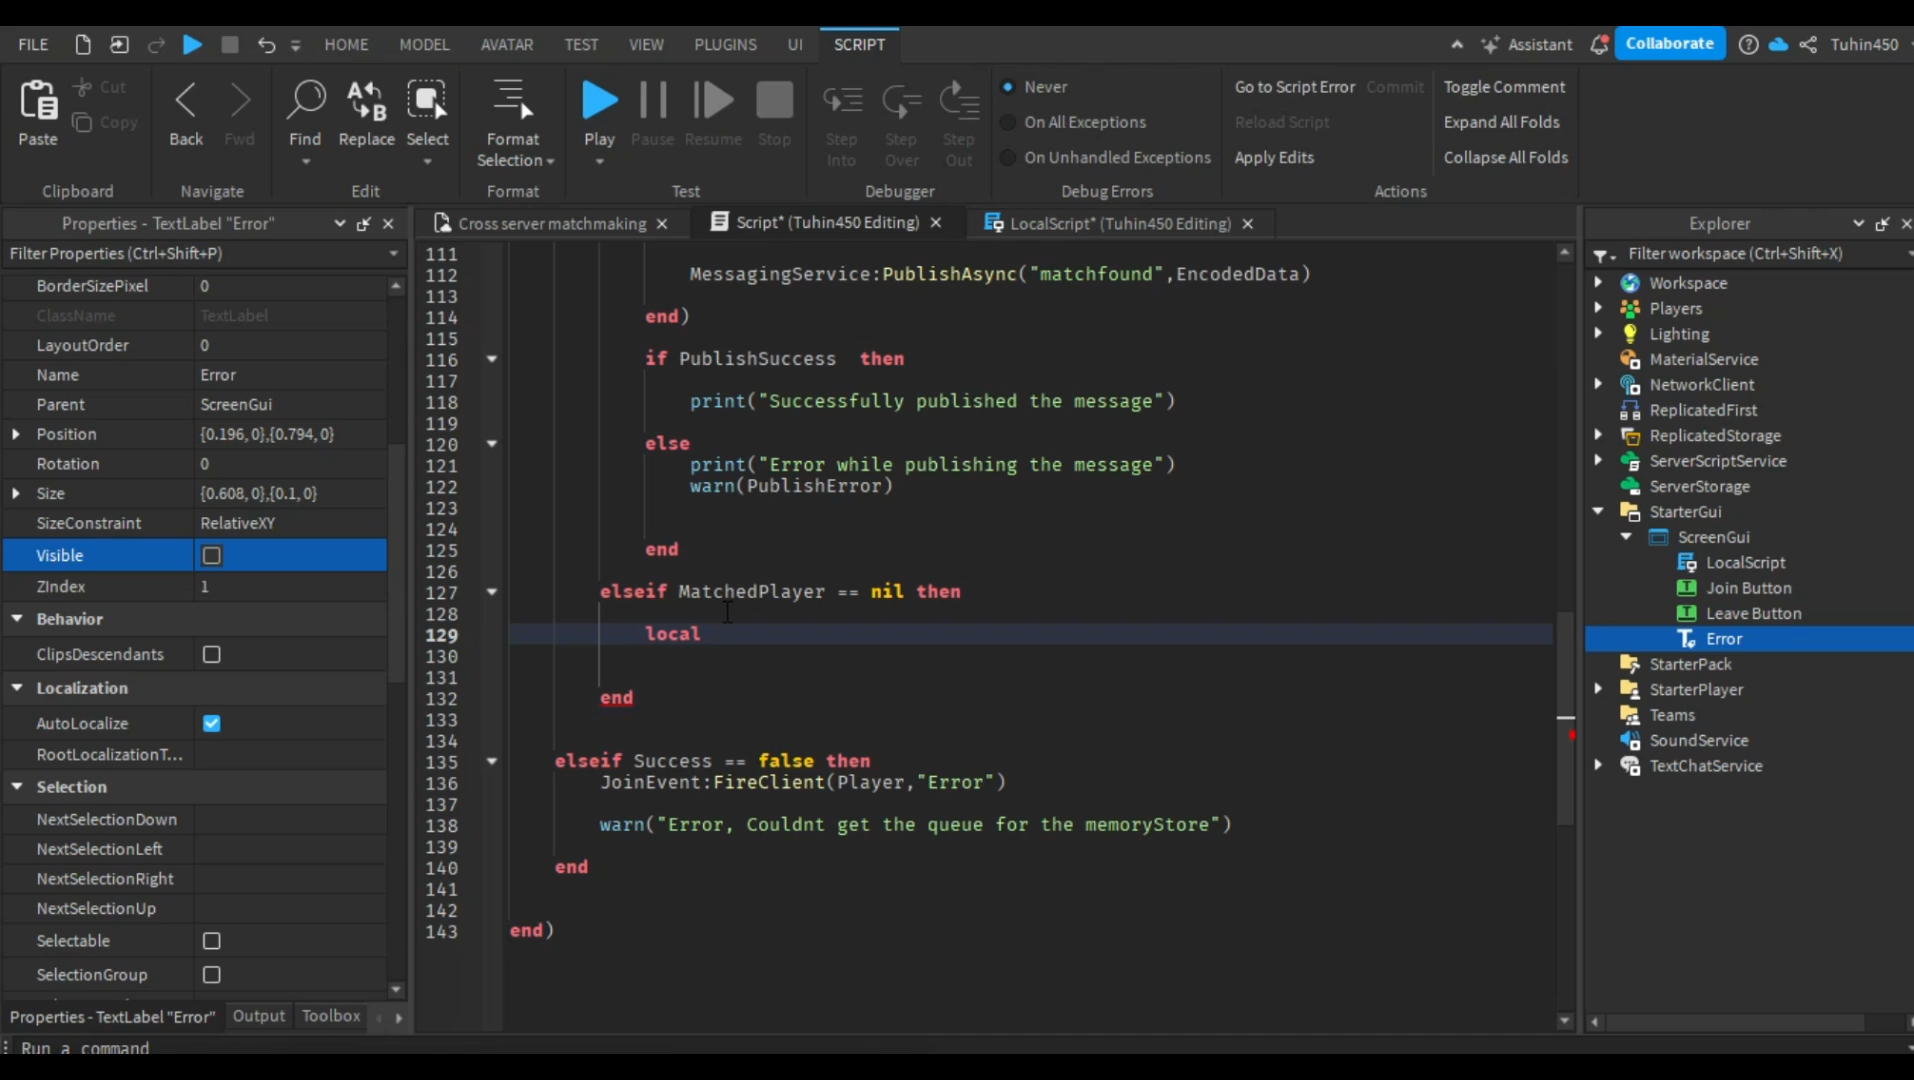 FILE HOME MODEL AVATAR TEST VIEW PLUGINS UI SCRIPT Assistant Collaborate Tuhin450
Paste Cut Copy
Back Fwd
Find Replace Select
Format Selection
Play Pause Resume Stop
Step Into Step Over Step Out
Never
On All Exceptions
On Unhandled Exceptions
Go to Script Error Commit
Reload Script
Apply Edits
Toggle Comment
Expand All Folds
Collapse All Folds
Clipboard Navigate Edit Format Test Debugger Debug Errors Actions
Properties - TextLabel "Error"
Filter Properties (Ctrl+Shift+P)
BorderSizePixel 0
ClassName TextLabel
LayoutOrder 0
Name Error
Parent ScreenGui
Position {0.196, 0},{0.794, 0}
Rotation 0
Size {0.608, 0},{0.1, 0}
SizeConstraint RelativeXY
Visible
ZIndex 1
Behavior
ClipsDescendants
Localization
AutoLocalize
RootLocalizationT...
Selection
NextSelectionDown
NextSelectionLeft
NextSelectionRight
NextSelectionUp
Selectable
SelectionGroup
Properties - TextLabel "Error" Output Toolbox
Run a command
Cross server matchmaking Script* (Tuhin450 Editing) LocalScript* (Tuhin450 Editing)
111
112 MessagingService:PublishAsync("matchfound",EncodedData)
113
114 end)
115
116 if PublishSuccess then
117
118 print("Successfully published the message")
119
120 else
121 print("Error while publishing the message")
122 warn(PublishError)
123
124
125 end
126
127 elseif MatchedPlayer == nil then
128
129 local
130
131
132 end
133
134
135 elseif Success == false then
136 JoinEvent:FireClient(Player,"Error")
137
138 warn("Error, Couldnt get the queue for the memoryStore")
139
140 end
141
142
143 end)
Explorer
Filter workspace (Ctrl+Shift+X)
Workspace
Players
Lighting
MaterialService
NetworkClient
ReplicatedFirst
ReplicatedStorage
ServerScriptService
ServerStorage
StarterGui
ScreenGui
LocalScript
Join Button
Leave Button
Error
StarterPack
StarterPlayer
Teams
SoundService
TextChatService